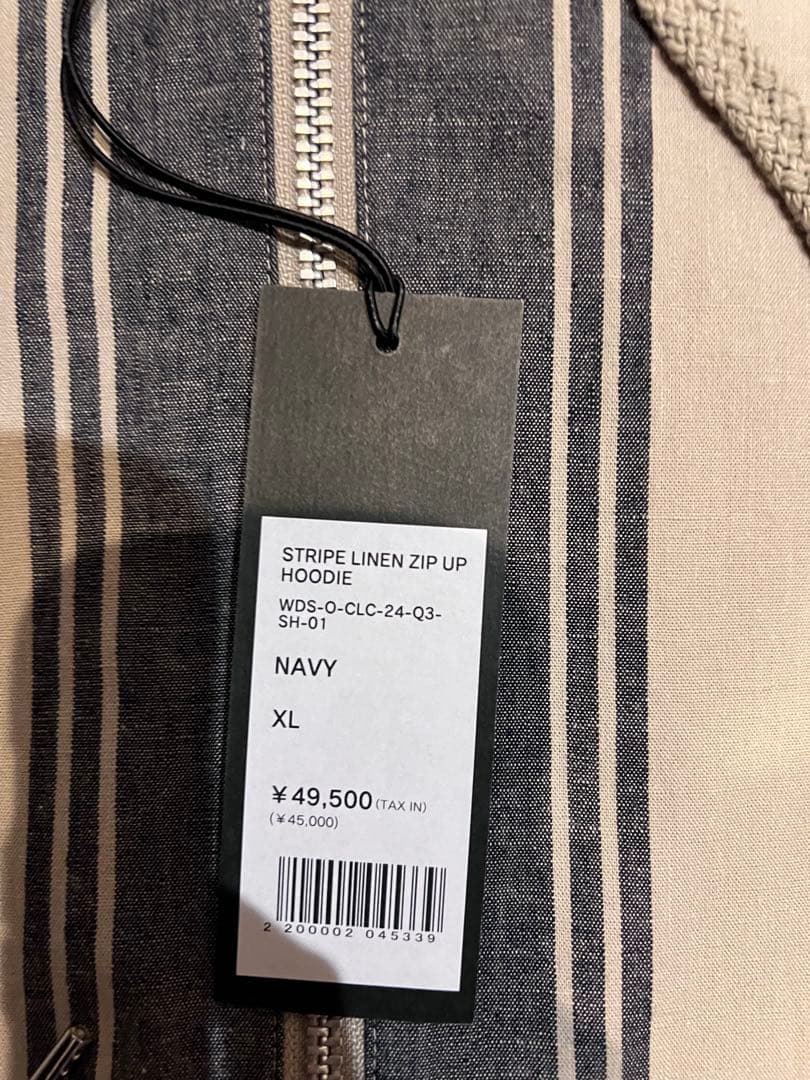 STRIPE LINEN ZIP UP
HOODIE
WDS-O-CLC-24-Q3-
SH-01
NAVY
XL
¥49,500 (TAX IN)
(¥45,000)
2 200002 045339